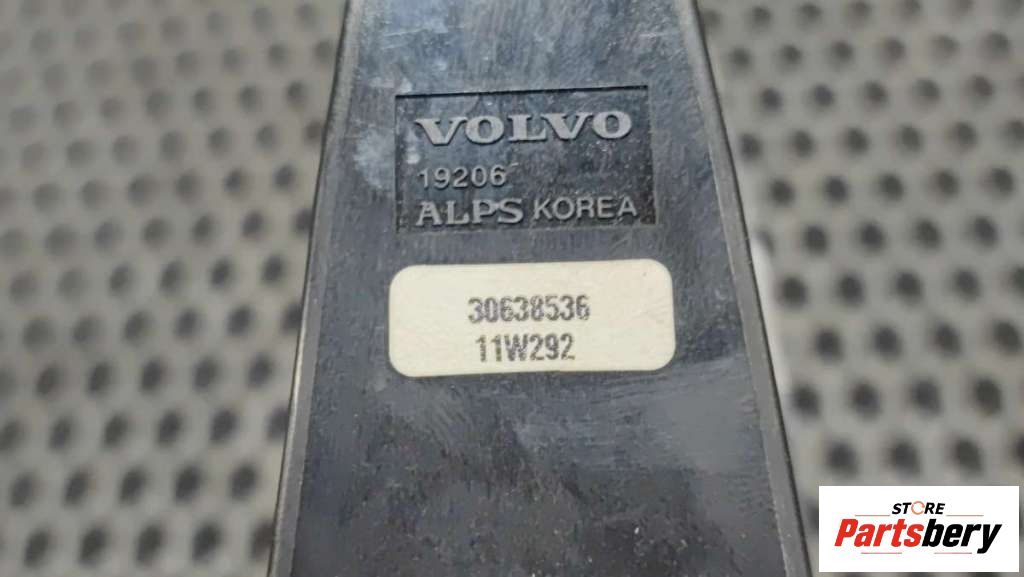 VOLVO
19206
ALPS KOREA
30638536
11W292
STORE
Partsbery